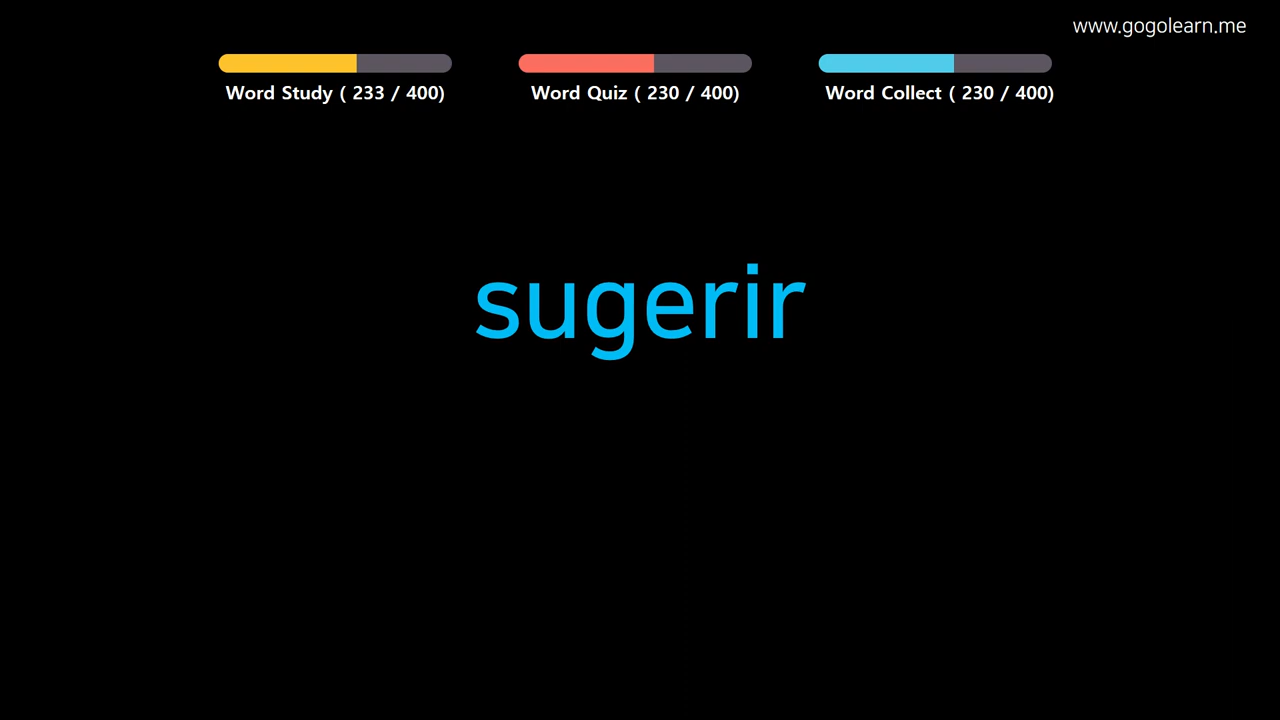 www.gogolearn.me
Word Study ( 233 / 400)
Word Quiz ( 230 / 400)
Word Collect ( 230 / 400)
sugerir